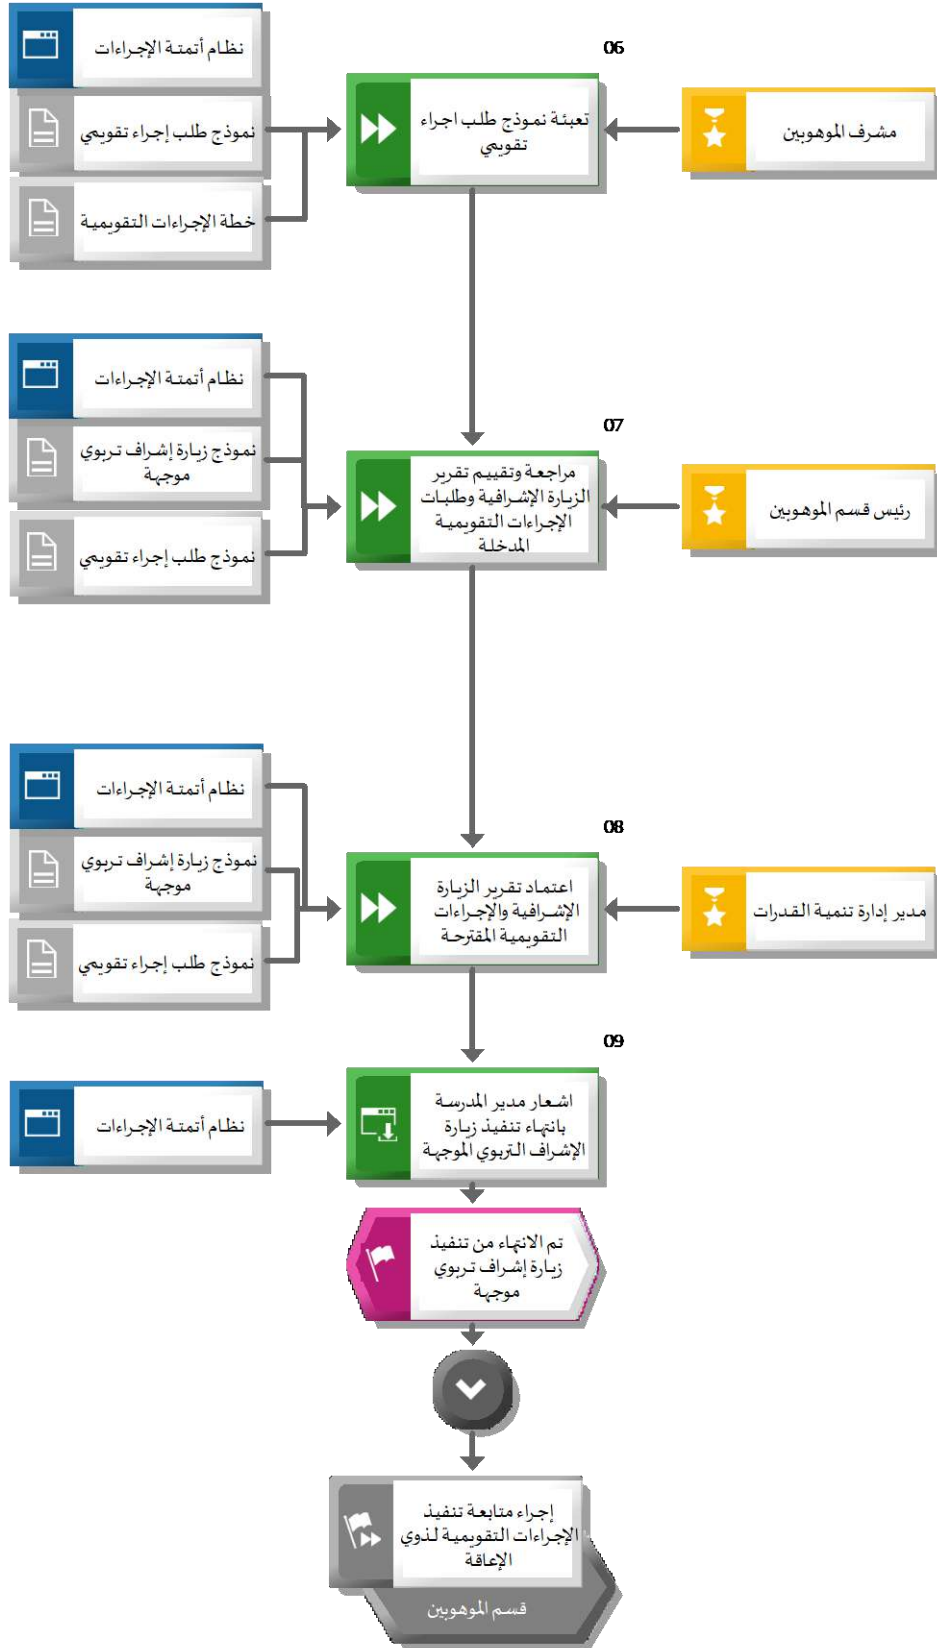 06
مشرف الموهوبين
تعبئة نموذج طلب اجراء
تقويمي
نظام أتمتة الإجراءات
نموذج طلب إجراء تقويمي
خطة الإجراءات التقويمية
07
رئيس قسم الموهوبين
مراجعة وتقييم تقرير
الزيارة الإشرافية وطلبات
الإجراءات التقويمية
المدخلة
نظام أتمتة الإجراءات
نموذج زيارة إشراف تربوي
موجهة
نموذج طلب إجراء تقويمي
08
مدير إدارة تنمية القدرات
اعتماد تقرير الزيارة
الإشرافية والإجراءات
التقويمية المقترحة
نظام أتمتة الإجراءات
نموذج زيارة إشراف تربوي
موجهة
نموذج طلب إجراء تقويمي
09
اشعار مدير المدرسة
بانتهاء تنفيذ زيارة
الإشراف التربوي الموجهة
نظام أتمتة الإجراءات
تم الانتهاء من تنفيذ
زيارة إشراف تربوي
موجهة
إجراء متابعة تنفيذ
الإجراءات التقويمية لذوي
الإعاقة
قسم الموهوبين